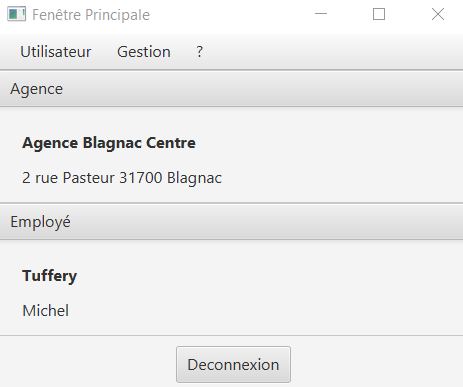 Fenêtre Principale
Utilisateur Gestion ?
Agence
Agence Blagnac Centre
2 rue Pasteur 31700 Blagnac
Employé
Tuffery
Michel
Deconnexion